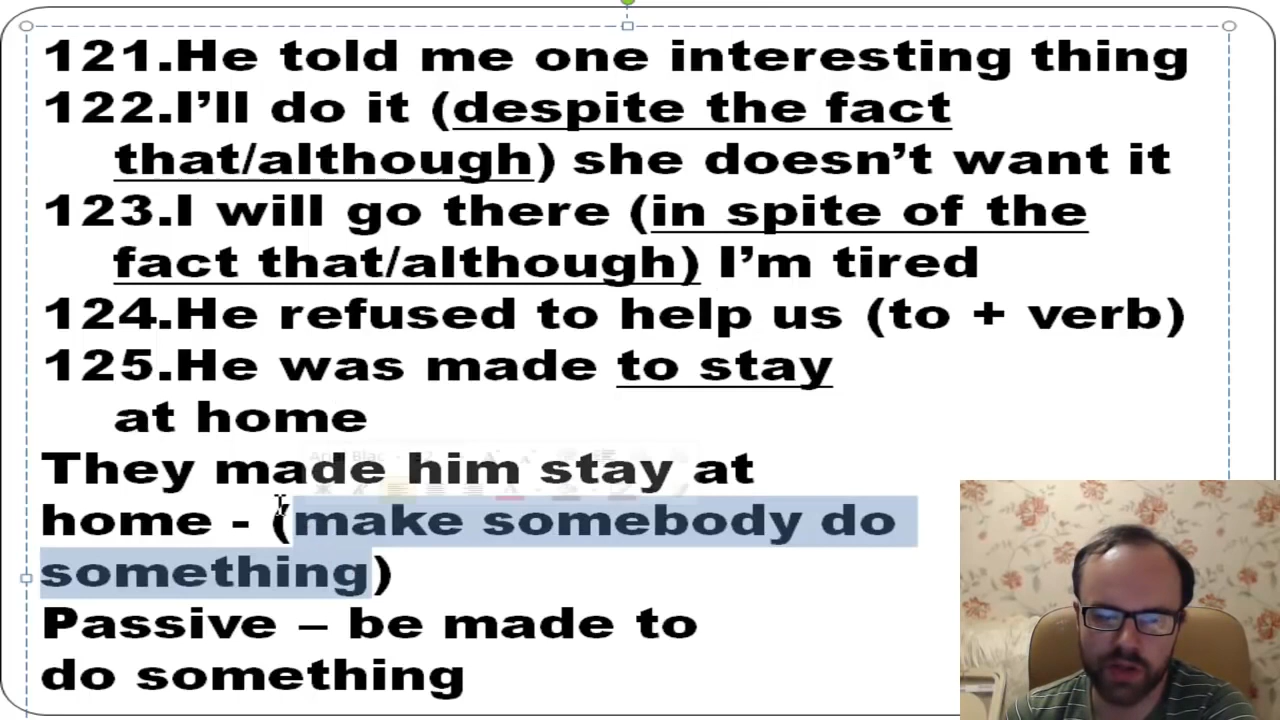 121.He told me one interesting thing
122.I’ll do it (despite the fact
that/although) she doesn’t want it
123.I will go there (in spite of the
fact that/although) I’m tired
124.He refused to help us (to + verb)
125.He was made to stay
at home
They made him stay at
home - (make somebody do
something)
Passive – be made to
do something